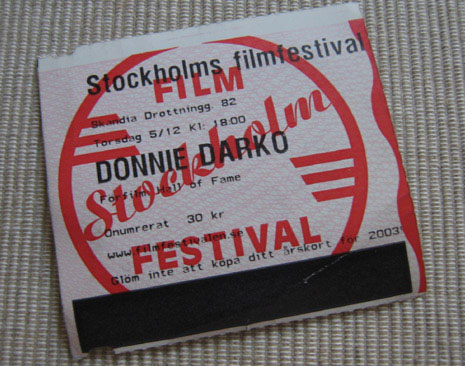 Stockholms filmfestival
FILM
Skandia Drottningg. 82
Torsdag 5/12 Kl: 18:00
DONNIE DARKO
Stockholm
Förfilm Hall of Fame
Onumrerat 30 kr
www.filmfestivalen.se
FESTIVAL
Glöm inte att köpa ditt årskort för 2003